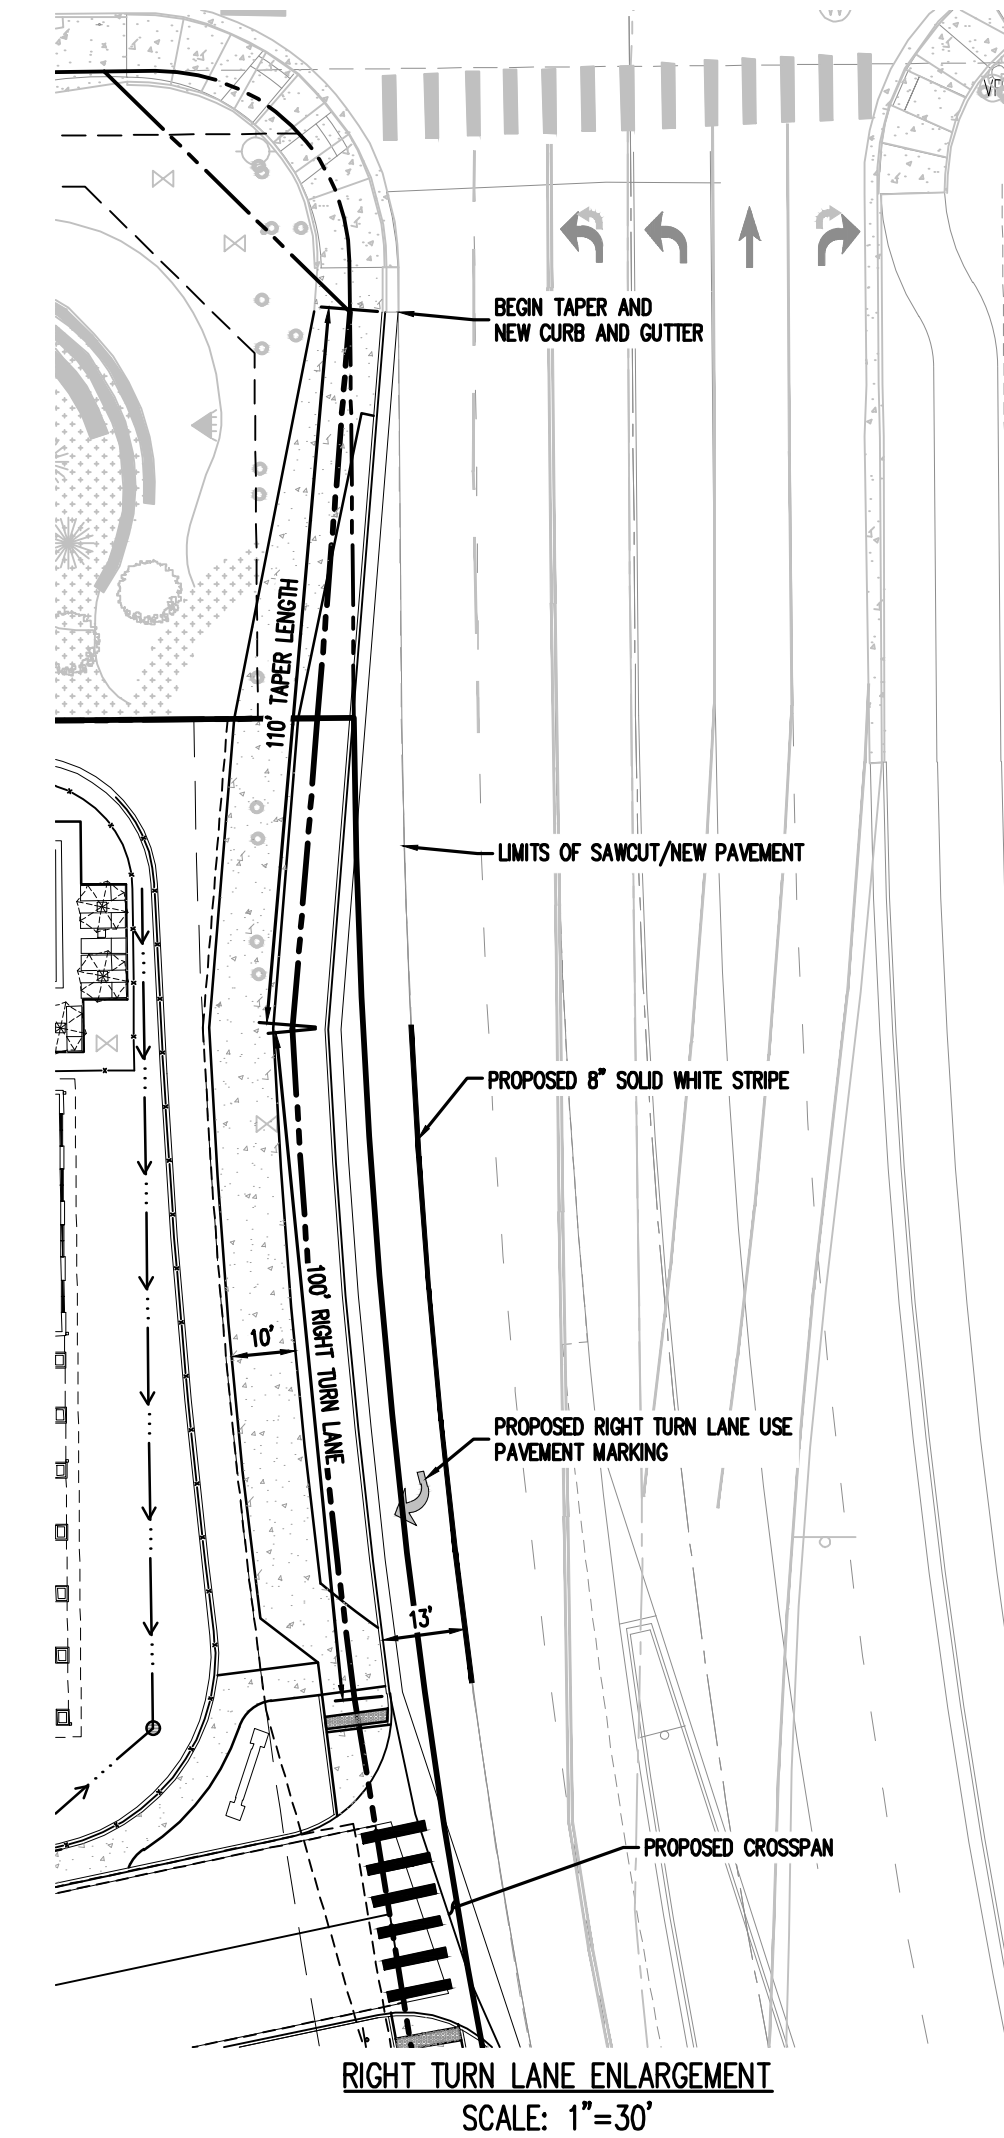 BEGIN TAPER AND
NEW CURB AND GUTTER
110' TAPER LENGTH
LIMITS OF SAWCUT/NEW PAVEMENT
PROPOSED 8" SOLID WHITE STRIPE
100' RIGHT TURN LANE
10'
PROPOSED RIGHT TURN LANE USE
PAVEMENT MARKING
13'
PROPOSED CROSSPAN
RIGHT TURN LANE ENLARGEMENT
SCALE: 1"=30'